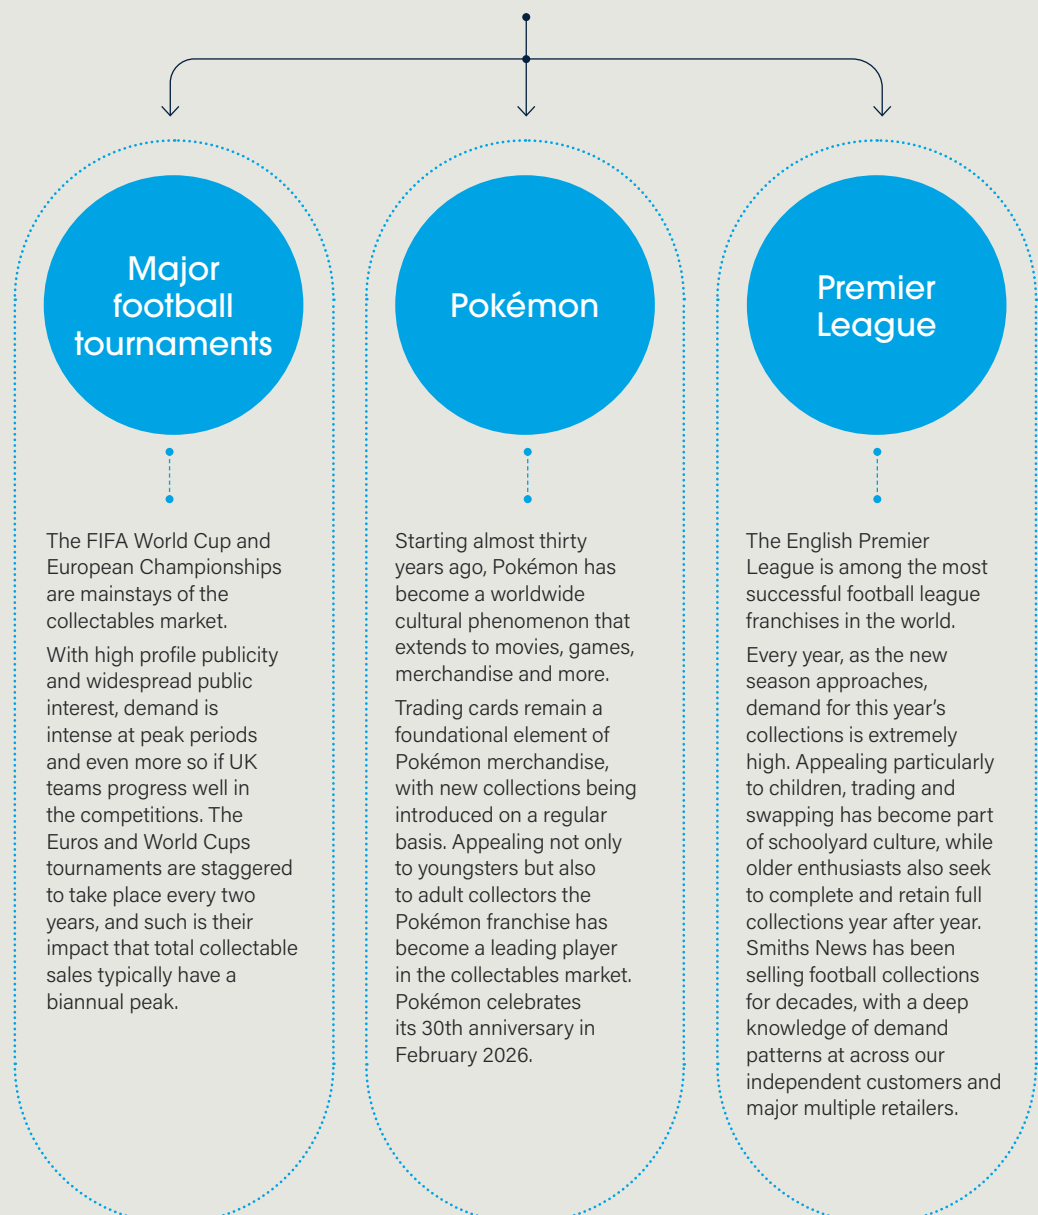 Major
football
tournaments
The FIFA World Cup and
European Championships
are mainstays of the
collectables market.
With high profile publicity
and widespread public
interest, demand is
intense at peak periods
and even more so if UK
teams progress well in
the competitions. The
Euros and World Cups
tournaments are staggered
to take place every two
years, and such is their
impact that total collectable
sales typically have a
biannual peak.
Pokémon
Starting almost thirty
years ago, Pokémon has
become a worldwide
cultural phenomenon that
extends to movies, games,
merchandise and more.
Trading cards remain a
foundational element of
Pokémon merchandise,
with new collections being
introduced on a regular
basis. Appealing not only
to youngsters but also
to adult collectors the
Pokémon franchise has
become a leading player
in the collectables market.
Pokémon celebrates
its 30th anniversary in
February 2026.
Premier
League
The English Premier
League is among the most
successful football league
franchises in the world.
Every year, as the new
season approaches,
demand for this year's
collections is extremely
high. Appealing particularly
to children, trading and
swapping has become part
of schoolyard culture, while
older enthusiasts also seek
to complete and retain full
collections year after year.
Smiths News has been
selling football collections
for decades, with a deep
knowledge of demand
patterns at across our
independent customers and
major multiple retailers.